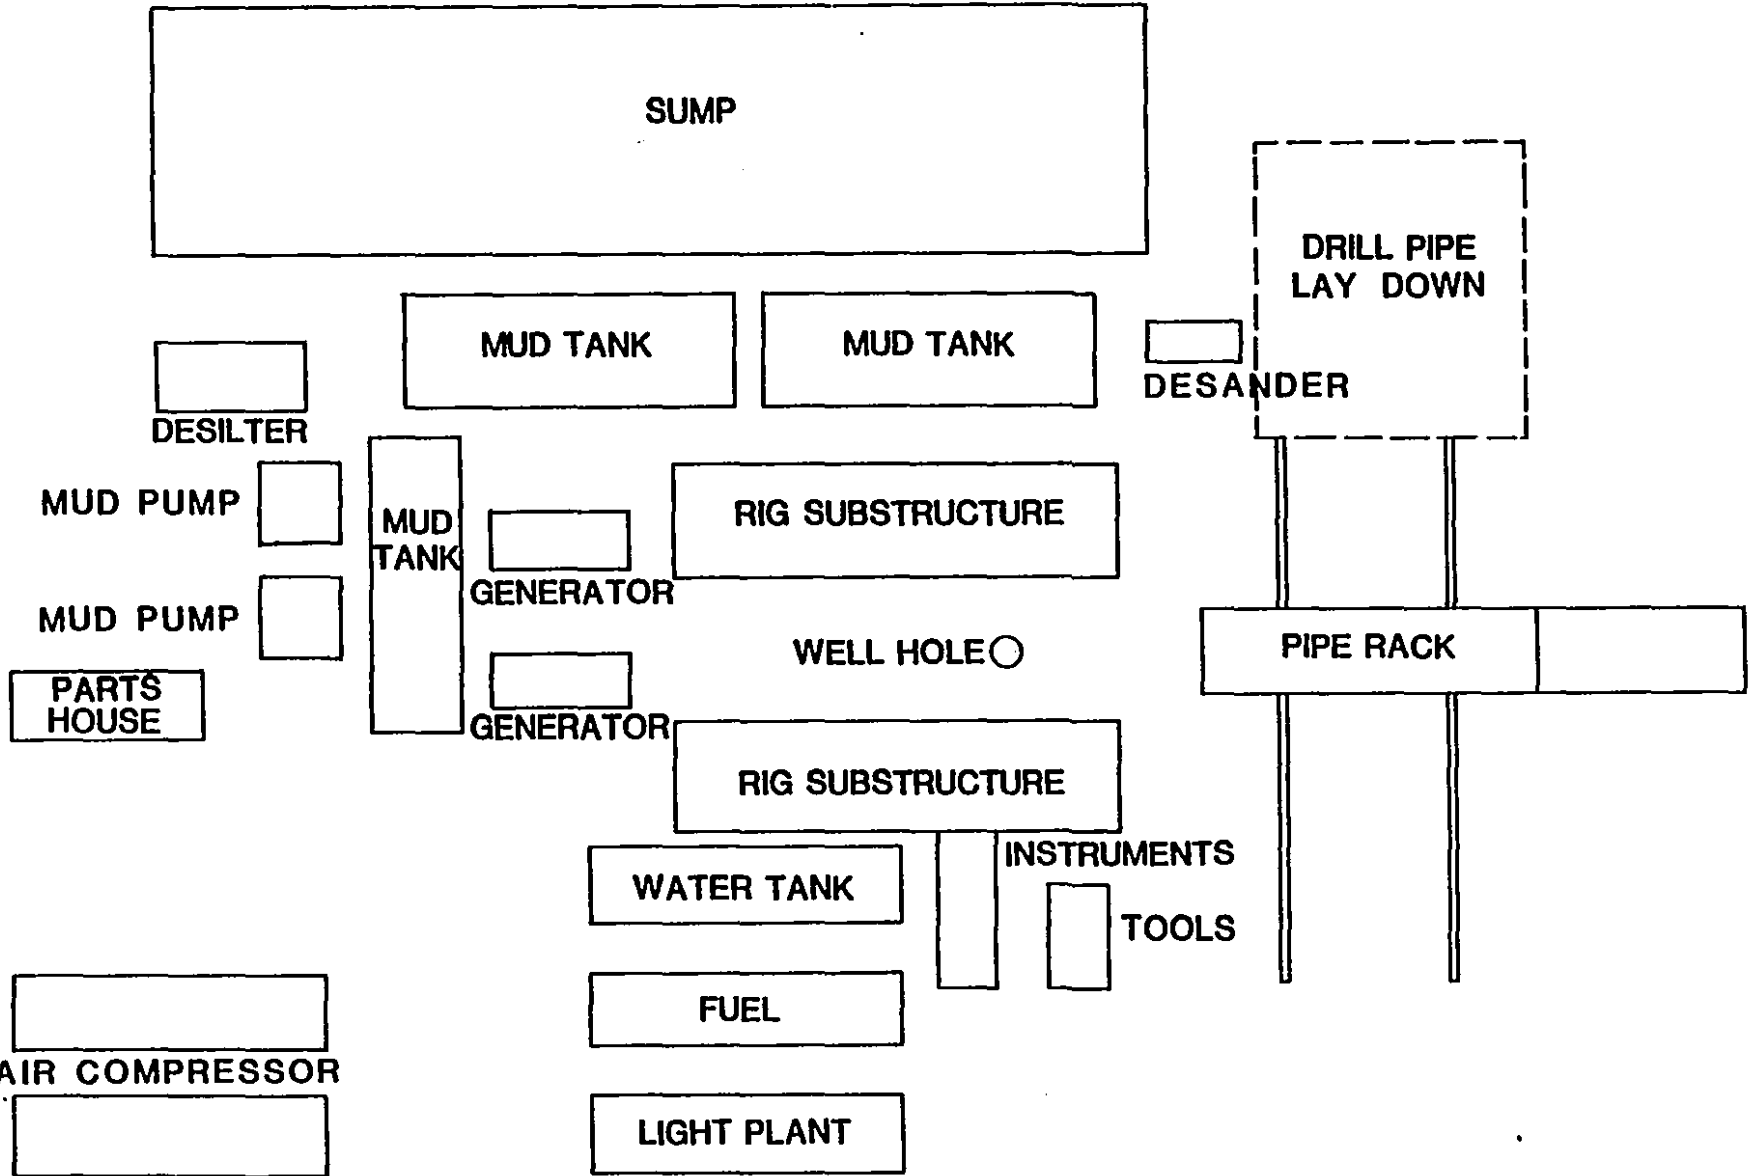 SUMP
DRILL PIPE
LAY DOWN
MUD TANK
MUD TANK
DESANDER
DESILTER
MUD PUMP
MUD
TANK
RIG SUBSTRUCTURE
GENERATOR
MUD PUMP
WELL HOLE
PIPE RACK
PARTS
HOUSE
GENERATOR
RIG SUBSTRUCTURE
INSTRUMENTS
WATER TANK
TOOLS
FUEL
AIR COMPRESSOR
LIGHT PLANT